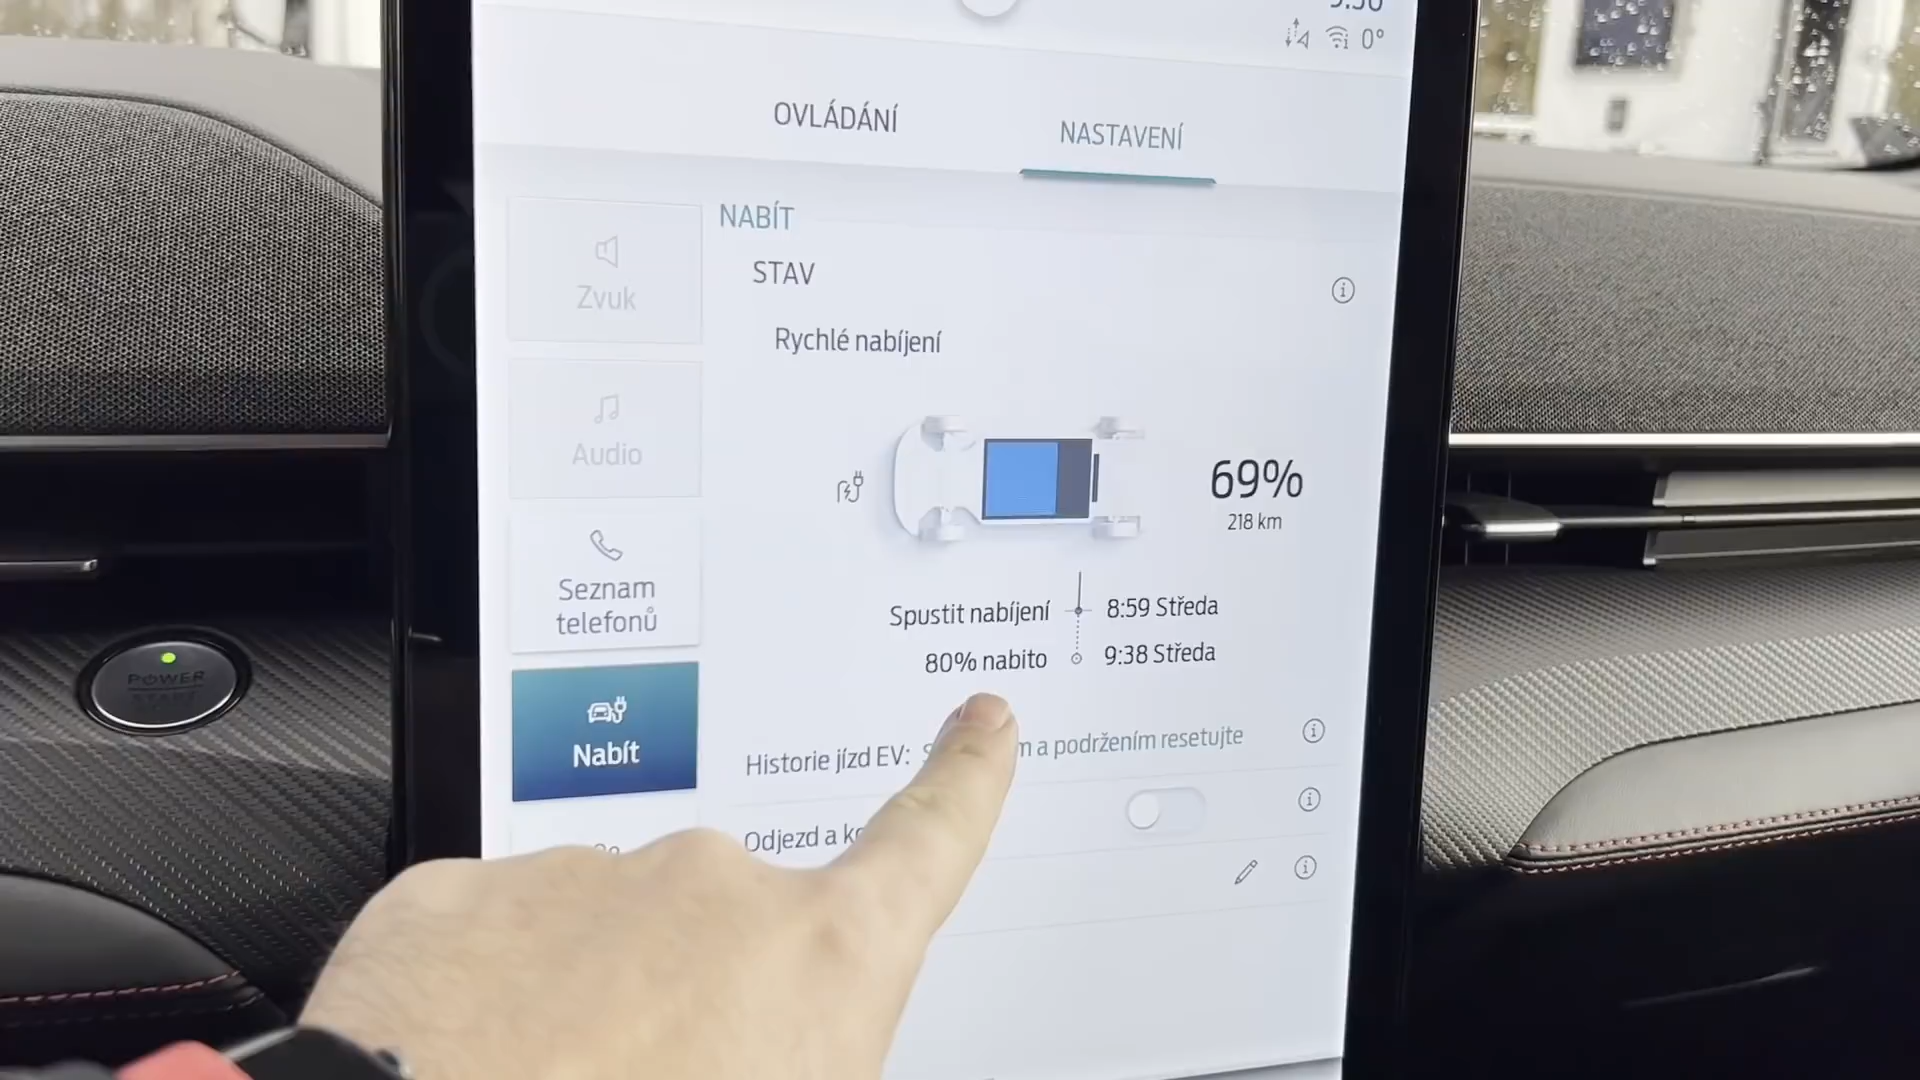 0°
OVLÁDÁNÍ
NASTAVENÍ
NABÍT
STAV
Rychlé nabíjení
Zvuk
Audio
Seznam
telefonů
Nabít
69%
218 km
Spustit nabíjení 8:59 Středa
80% nabito 9:38 Středa
Historie jízd EV: a podržením resetujte
Odjezd a
POWER